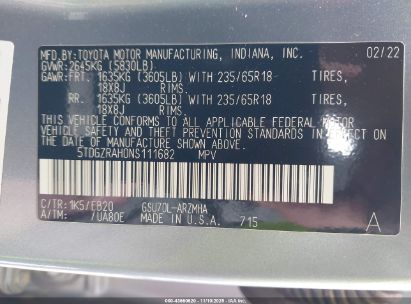 MFD.BY:TOYOTA MOTOR MANUFACTURING, INDIANA, INC. 02/22
GVWR: 2645KG (5830LB)
GAWR:FRT. 1635KG (3605LB) WITH 235/65R18 TIRES,
18X8J RIMS.
RR. 1635KG (3605LB) WITH 235/65R18 TIRES,
18X8J RIMS.
THIS VEHICLE CONFORMS TO ALL APPLICABLE FEDERAL MOTOR
VEHICLE SAFETY AND BUMPER STANDARDS IN EFFECT ON THE
DATE OF MANUFACTURE SHOWN ABOVE.
5TDGZRAH0NS111682 MPV
C/TR: 1K5/EB20 GSU70L-ARZMHA
A/TM: /UA80E MADE IN U.S.A. 715 A